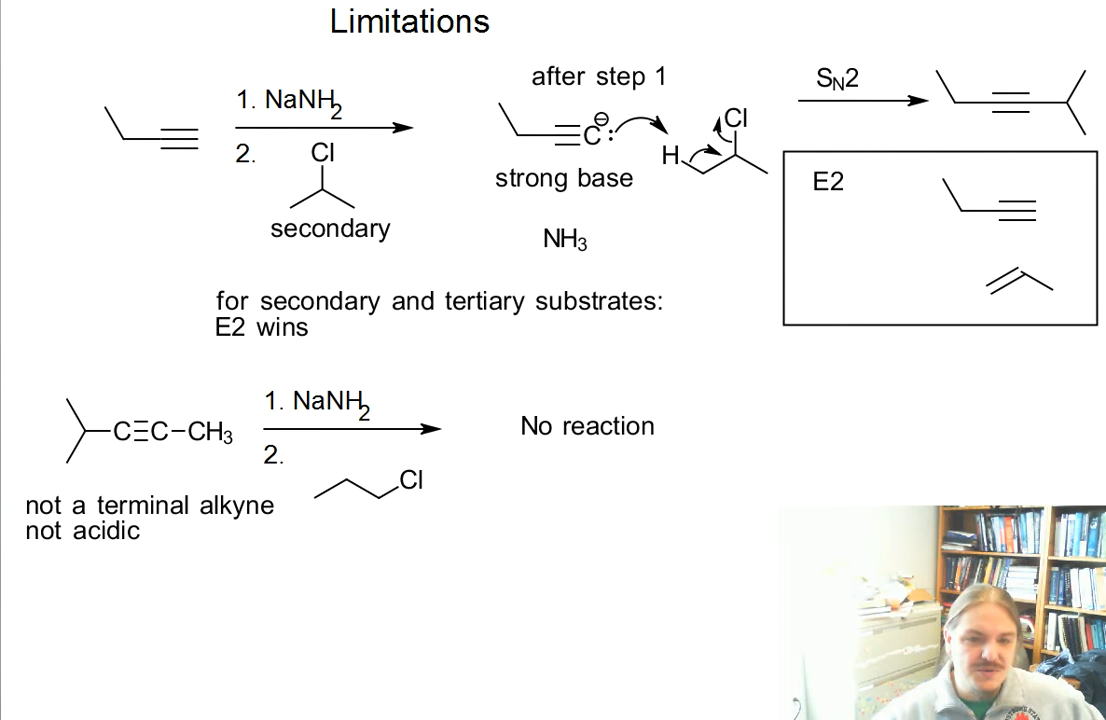 Limitations
after step 1
1. NaNH2
2.
Cl
secondary
C:
⊖
H
Cl
strong base
NH3
SN2
E2
for secondary and tertiary substrates:
E2 wins
C≡C–CH3
1. NaNH2
2.
Cl
No reaction
not a terminal alkyne
not acidic